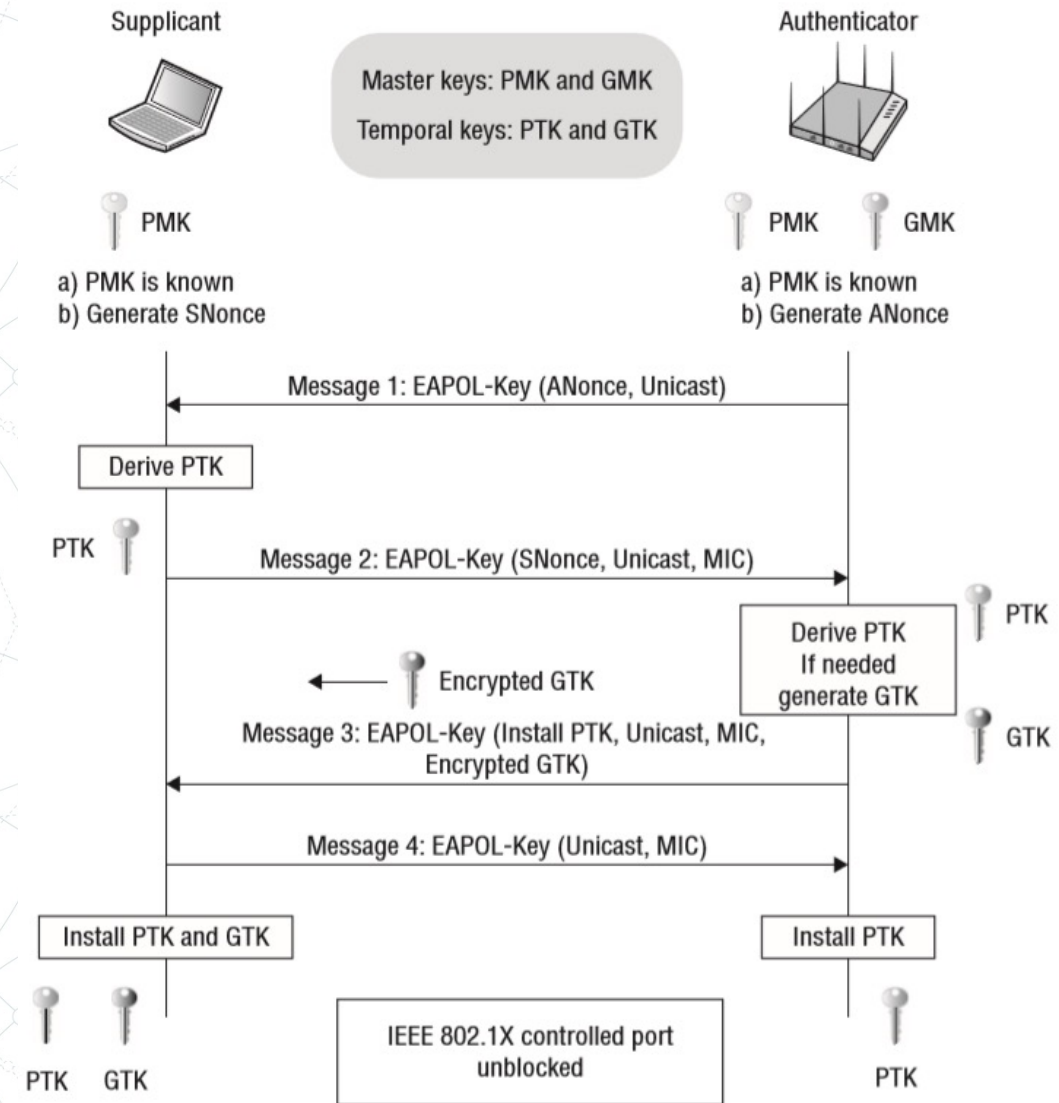 Supplicant
Authenticator
Master keys: PMK and GMK
Temporal keys: PTK and GTK
PMK
PMK
GMK
a) PMK is known
b) Generate SNonce
a) PMK is known
b) Generate ANonce
Message 1: EAPOL-Key (ANonce, Unicast)
Derive PTK
PTK
Message 2: EAPOL-Key (SNonce, Unicast, MIC)
Derive PTK
If needed
generate GTK
PTK
Encrypted GTK
GTK
Message 3: EAPOL-Key (Install PTK, Unicast, MIC,
Encrypted GTK)
Message 4: EAPOL-Key (Unicast, MIC)
Install PTK and GTK
Install PTK
IEEE 802.1X controlled port
unblocked
PTK
GTK
PTK